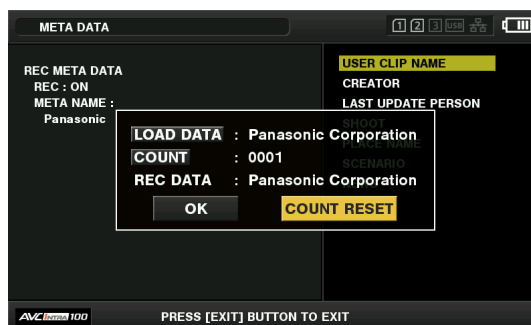 META DATA
1 2 3 USB
REC META DATA
REC : ON
META NAME :
Panasonic
USER CLIP NAME
CREATOR
LAST UPDATE PERSON
SHOOT
PLACE NAME
SCENARIO
LOAD DATA : Panasonic Corporation
COUNT : 0001
REC DATA : Panasonic Corporation
OK COUNT RESET
AVC INTRA 100 PRESS [EXIT] BUTTON TO EXIT